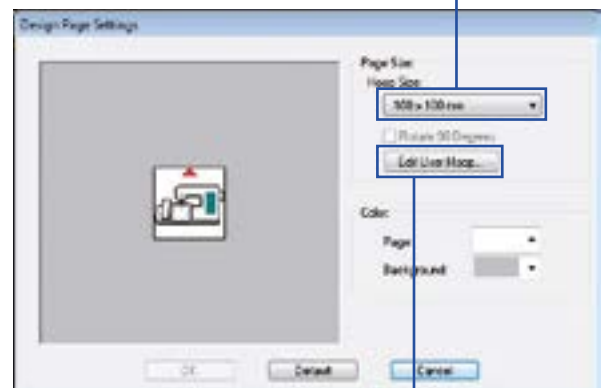 Design Page Settings
Page Size
Hoop Size
100 x 100 mm
Rotate 90 Degrees
Edit User Hoop...
Color
Page
Background
OK
Default
Cancel